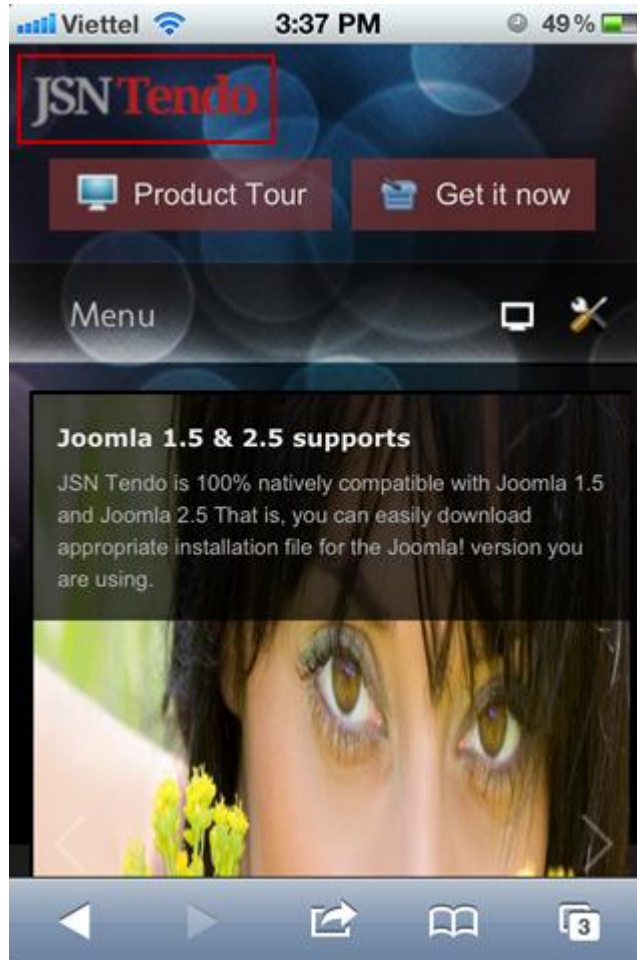 Viettel 3:37 PM 49%
JSN Tendo
Product Tour Get it now
Menu
Joomla 1.5 & 2.5 supports
JSN Tendo is 100% natively compatible with Joomla 1.5
and Joomla 2.5 That is, you can easily download
appropriate installation file for the Joomla! version you
are using.
3